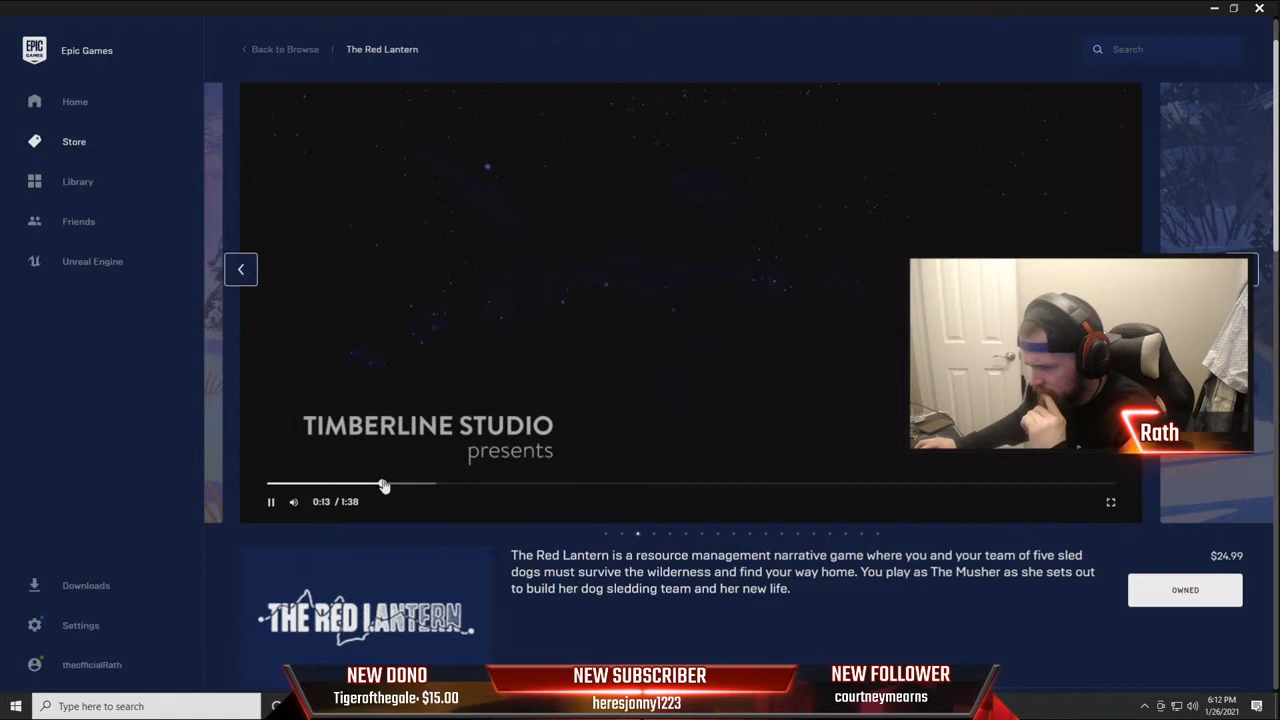 EPIC
GAMES
Epic Games
Back to Browse
The Red Lantern
Search
Home
Store
Library
Friends
Unreal Engine
TIMBERLINE STUDIO
presents
0:13 / 1:38
Rath
The Red Lantern is a resource management narrative game where you and your team of five sled
dogs must survive the wilderness and find your way home. You play as The Musher as she sets out
to build her dog sledding team and her new life.
$24.99
OWNED
THE RED LANTERN
Downloads
Settings
theofficialRath
NEW DONO
Tigerofthegale: $15.00
NEW SUBSCRIBER
heresjonny1223
NEW FOLLOWER
courtneymearns
Type here to search
6:12 PM
1/26/2021